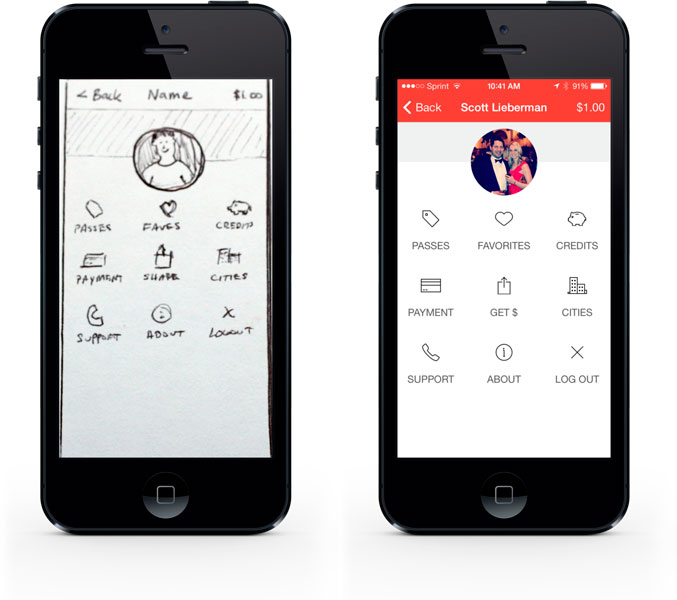 < Back Name $1.00
PASSES FAVES CREDITS
PAYMENT SHARE CITIES
SUPPORT ABOUT LOGOUT
Sprint 10:41 AM 91%
Back Scott Lieberman $1.00
PASSES FAVORITES CREDITS
PAYMENT GET $ CITIES
SUPPORT ABOUT LOG OUT